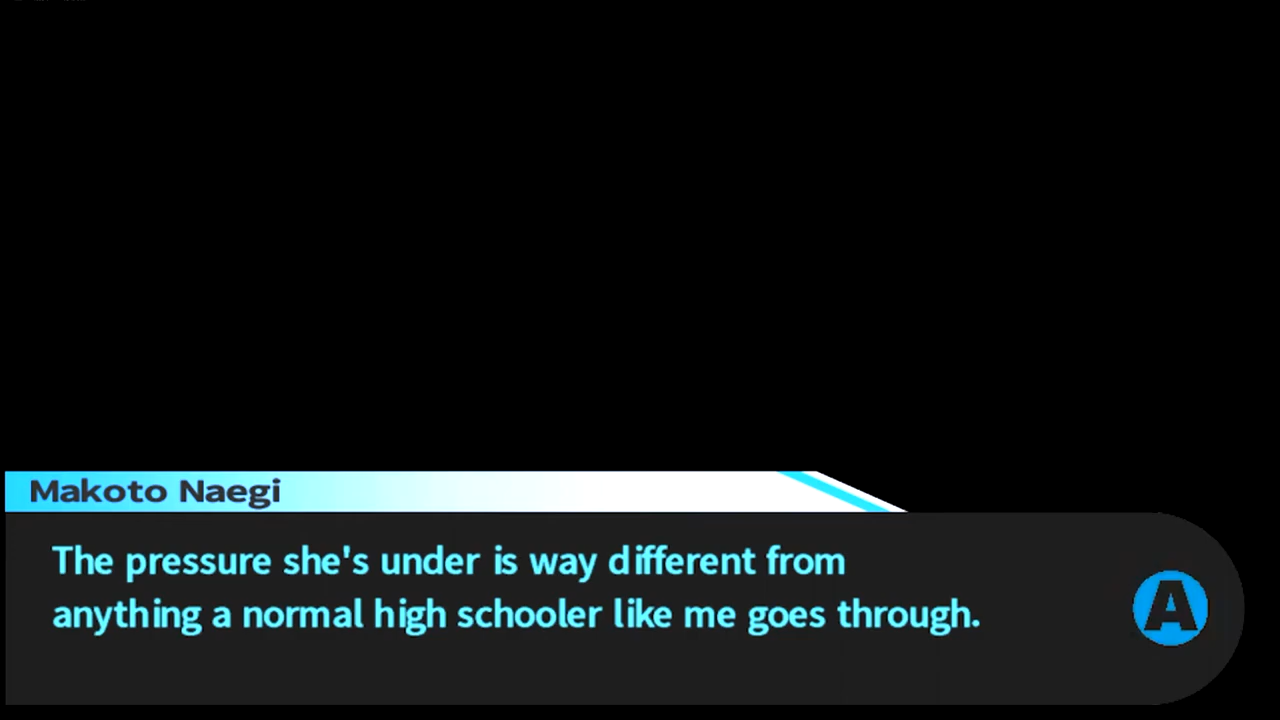 Makoto Naegi
The pressure she's under is way different from
anything a normal high schooler like me goes through.
A